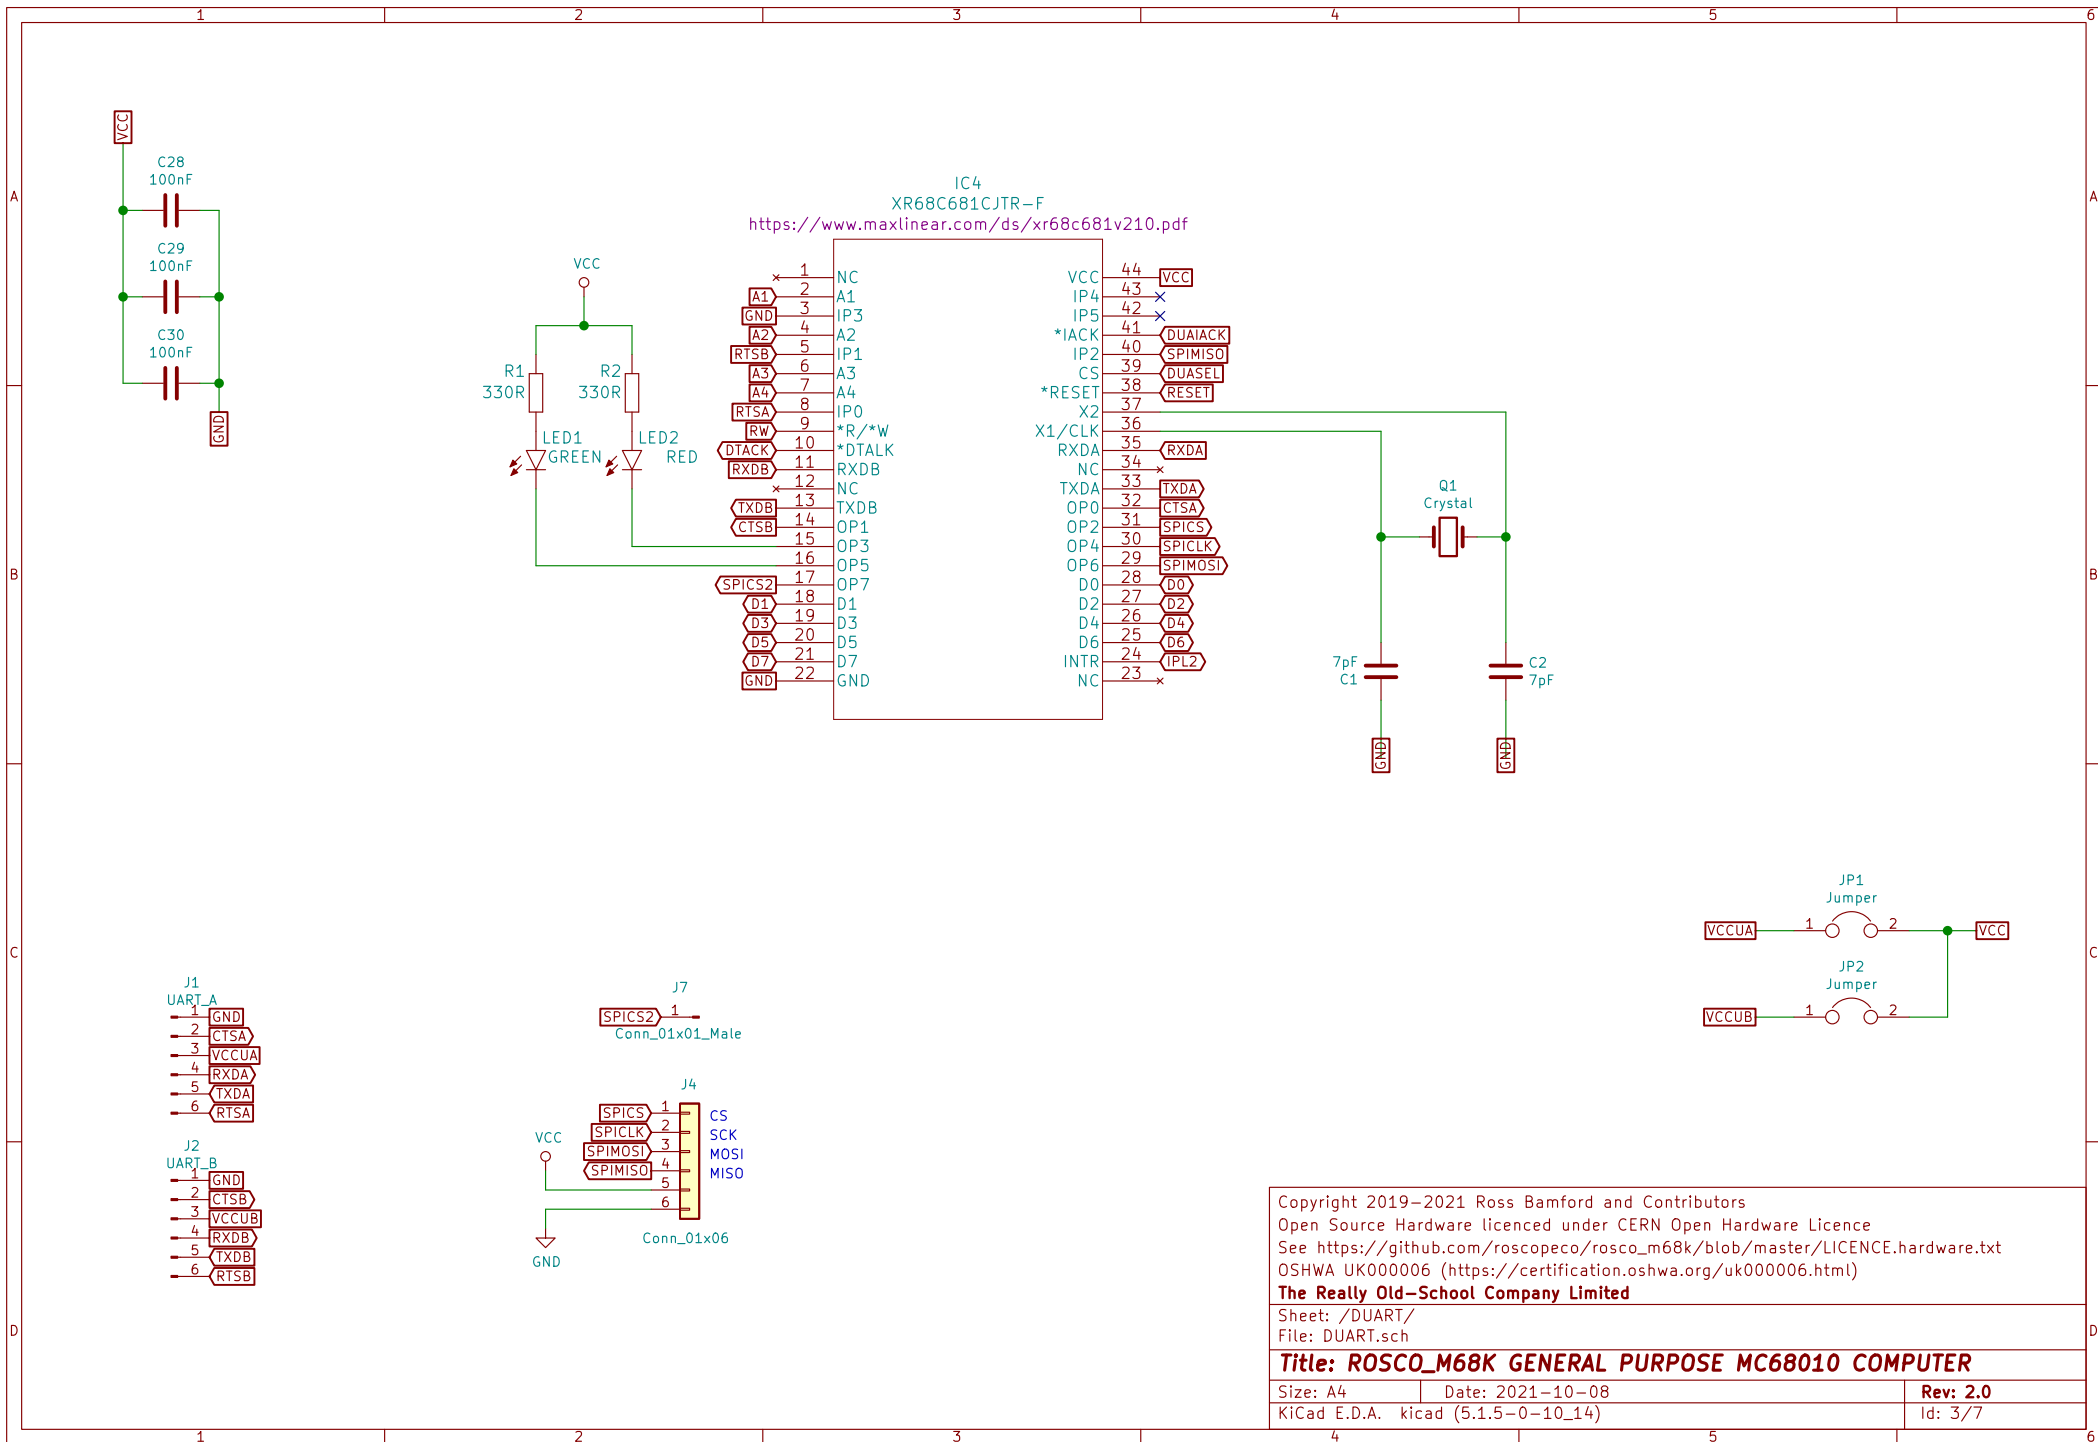 1 2 3 4 5 6
A
B
C
D
A
B
C
D
1 2 3 4 5 6
VCC
C28
100nF
C29
100nF
C30
100nF
GND
VCC
R1
330R
R2
330R
LED1
GREEN
LED2
RED
IC4
XR68C681CJTR-F
https://www.maxlinear.com/ds/xr68c681v210.pdf
1 NC
A1 2 A1
GND 3 IP3
A2 4 A2
RTSB 5 IP1
A3 6 A3
A4 7 A4
RTSA 8 IP0
RW 9 *R/*W
DTACK 10 *DTALK
RXDB 11 RXDB
12 NC
TXDB 13 TXDB
CTSB 14 OP1
15 OP3
16 OP5
SPICS2 17 OP7
D1 18 D1
D3 19 D3
D5 20 D5
D7 21 D7
GND 22 GND
VCC 44 VCC
IP4 43
IP5 42
*IACK 41 DUAIACK
IP2 40 SPIMISO
CS 39 DUASEL
*RESET 38 RESET
X2 37
X1/CLK 36
RXDA 35 RXDA
NC 34
TXDA 33 TXDA
OP0 32 CTSA
OP2 31 SPICS
OP4 30 SPICLK
OP6 29 SPIMOSI
D0 28 D0
D2 27 D2
D4 26 D4
D6 25 D6
INTR 24 IPL2
NC 23
Q1
Crystal
7pF
C1
C2
7pF
GND
GND
JP1
Jumper
VCCUA 1 2 VCC
JP2
Jumper
VCCUB 1 2
J1
UART_A
1 GND
2 CTSA
3 VCCUA
4 RXDA
5 TXDA
6 RTSA
J2
UART_B
1 GND
2 CTSB
3 VCCUB
4 RXDB
5 TXDB
6 RTSB
J7
SPICS2 1
Conn_01x01_Male
J4
SPICS 1 CS
SPICLK 2 SCK
SPIMOSI 3 MOSI
SPIMISO 4 MISO
VCC
5
6
GND
Conn_01x06
Copyright 2019-2021 Ross Bamford and Contributors
Open Source Hardware licenced under CERN Open Hardware Licence
See https://github.com/roscopeco/rosco_m68k/blob/master/LICENCE.hardware.txt
OSHWA UK000006 (https://certification.oshwa.org/uk000006.html)
The Really Old-School Company Limited
Sheet: /DUART/
File: DUART.sch
Title: ROSCO_M68K GENERAL PURPOSE MC68010 COMPUTER
Size: A4 Date: 2021-10-08 Rev: 2.0
KiCad E.D.A. kicad (5.1.5-0-10_14) Id: 3/7